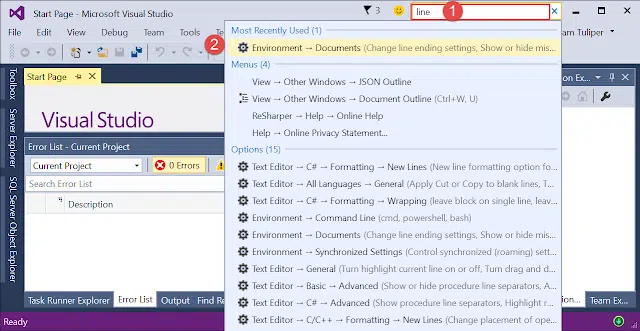 Start Page - Microsoft Visual Studio
3
line
1
File
Edit
View
Debug
Team
Tools
2
am Tuliper
Most Recently Used (1)
Environment → Documents (Change line ending settings, Show or hide mis...
Menus (4)
View → Other Windows → JSON Outline
View → Other Windows → Document Outline (Ctrl+W, U)
ReSharper → Help → Online Help
Help → Online Privacy Statement...
Options (15)
Text Editor → C# → Formatting → New Lines (New line formatting option fo...
Text Editor → All Languages → General (Apply Cut or Copy to blank lines, T...
Text Editor → C# → Formatting → Wrapping (leave block on single line, leav...
Environment → Command Line (cmd, powershell, bash)
Environment → Documents (Change line ending settings, Show or hide mis...
Environment → Synchronized Settings (Control synchronized (roaming) sett...
Text Editor → General (Turn highlight current line on or off, Turn drag and d...
Text Editor → Basic → Advanced (Show or hide procedure line separators, A...
Text Editor → C# → Advanced (Show procedure line separators, Highlight r...
Text Editor → C/C++ → Formatting → New Lines (Change placement of ope...
Toolbox
Server Explorer
SQL Server Object Explorer
Start Page
Visual Studio
Error List - Current Project
Current Project
0 Errors
Search Error List
Description
Task Runner Explorer
Error List
Output
Find Re
on Ex...
Team Ex...
Ready